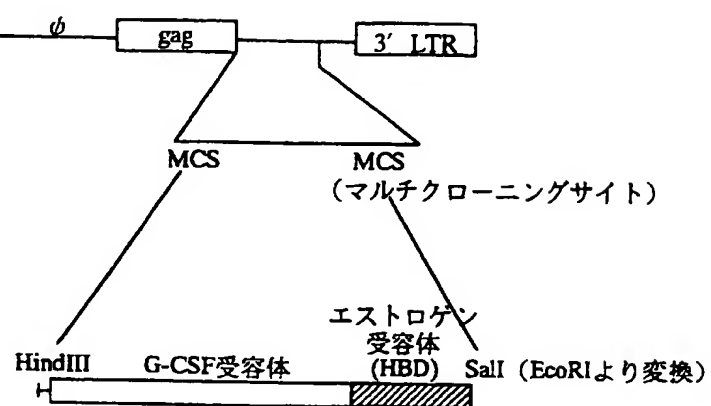 ψ
gag
3′ LTR
MCS
MCS
(マルチクローニングサイト)
エストロゲン
受容体
(HBD)
HindIII
G-CSF受容体
SalI (EcoRIより変換)